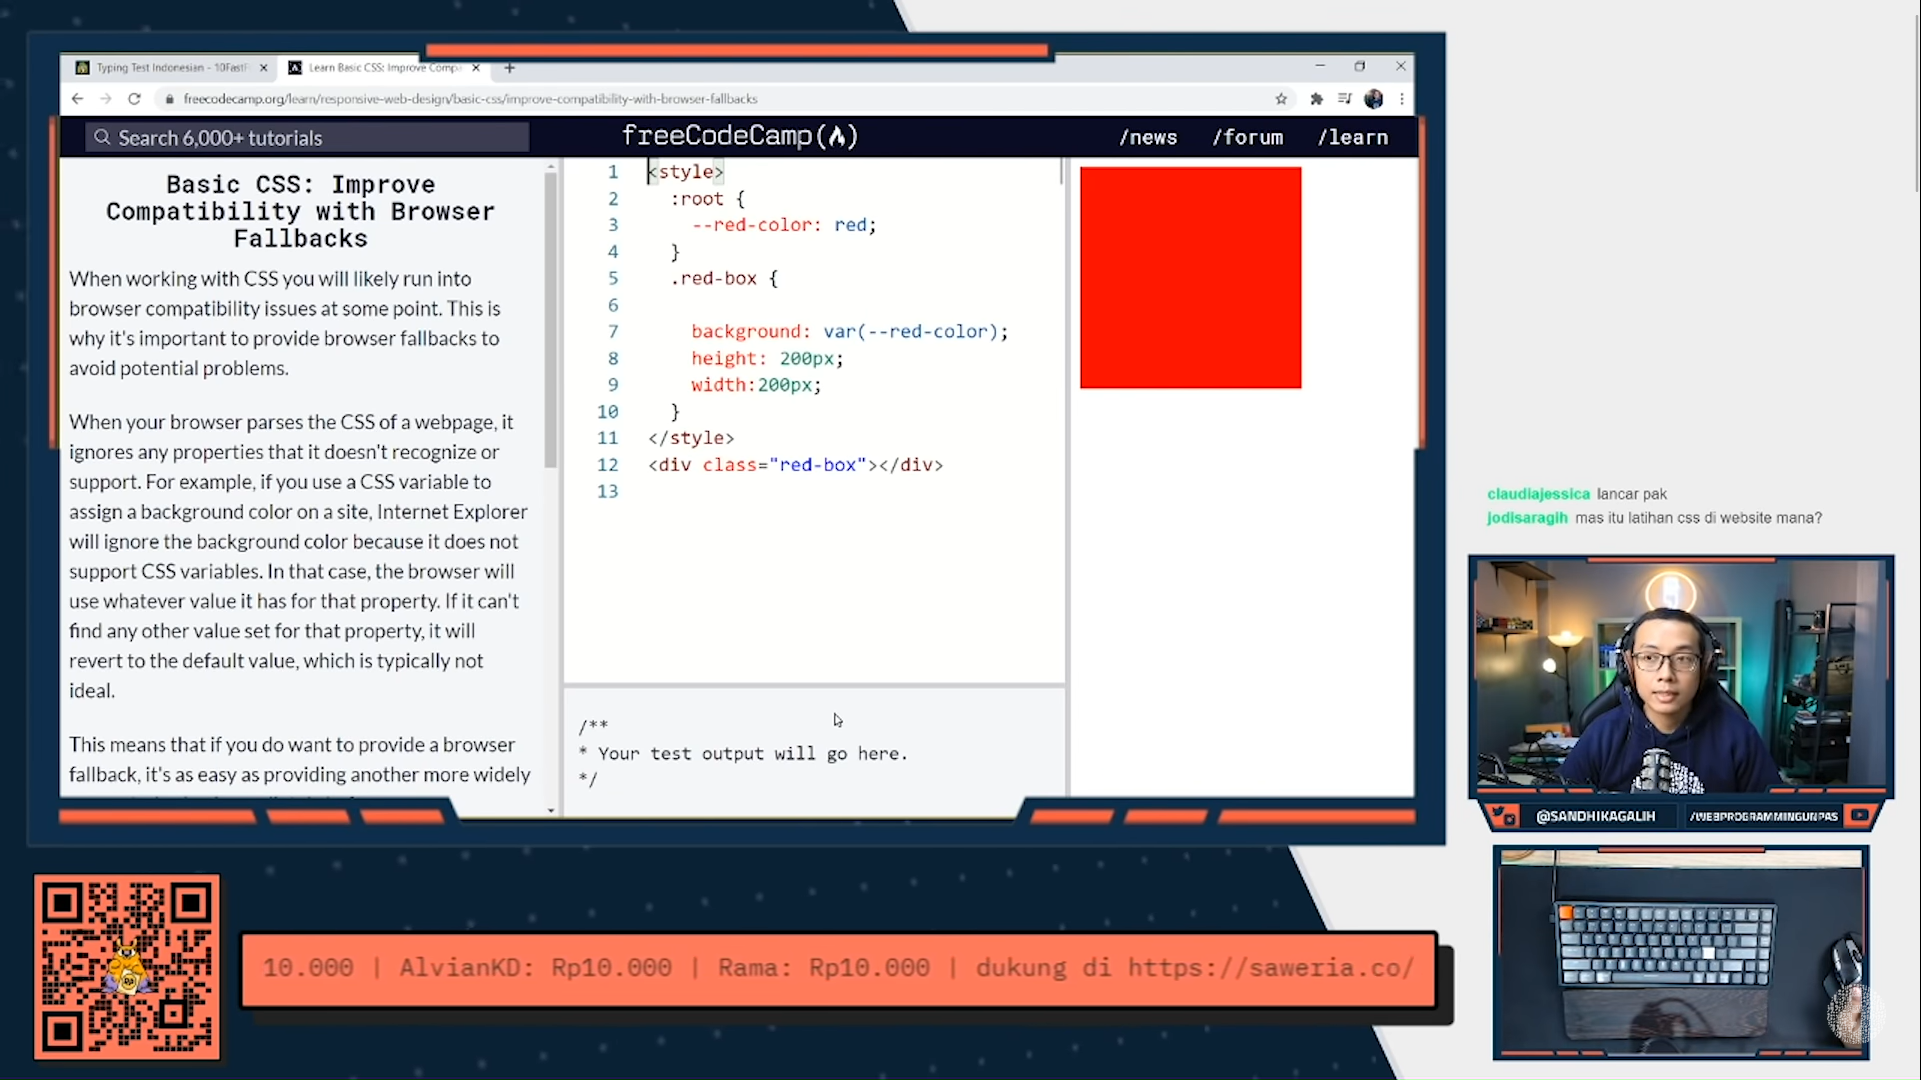 Typing Test Indonesian - 10FastF
Learn Basic CSS: Improve Comp
freecodecamp.org/learn/responsive-web-design/basic-css/improve-compatibility-with-browser-fallbacks
Search 6,000+ tutorials
freeCodeCamp(🔥)
/news /forum /learn
Basic CSS: Improve
Compatibility with Browser
Fallbacks
When working with CSS you will likely run into
browser compatibility issues at some point. This is
why it's important to provide browser fallbacks to
avoid potential problems.
When your browser parses the CSS of a webpage, it
ignores any properties that it doesn't recognize or
support. For example, if you use a CSS variable to
assign a background color on a site, Internet Explorer
will ignore the background color because it does not
support CSS variables. In that case, the browser will
use whatever value it has for that property. If it can't
find any other value set for that property, it will
revert to the default value, which is typically not
ideal.
This means that if you do want to provide a browser
fallback, it's as easy as providing another more widely
1 <style>
2 :root {
3 --red-color: red;
4 }
5 .red-box {
6
7 background: var(--red-color);
8 height: 200px;
9 width:200px;
10 }
11 </style>
12 <div class="red-box"></div>
13
/**
* Your test output will go here.
*/
claudiajessica lancar pak
jodisaragih mas itu latihan css di website mana?
@SANDHIKAGALIH
/WEBPROGRAMMINGUNPAS
10.000 | AlvianKD: Rp10.000 | Rama: Rp10.000 | dukung di https://saweria.co/